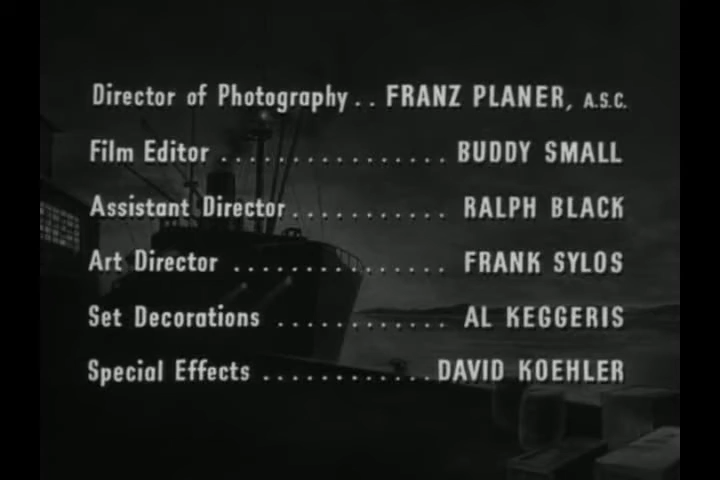 Director of Photography.. FRANZ PLANER, A.S.C.
Film Editor ................ BUDDY SMALL
Assistant Director........... RALPH BLACK
Art Director ............... FRANK SYLOS
Set Decorations ............ AL KEGGERIS
Special Effects ............ DAVID KOEHLER